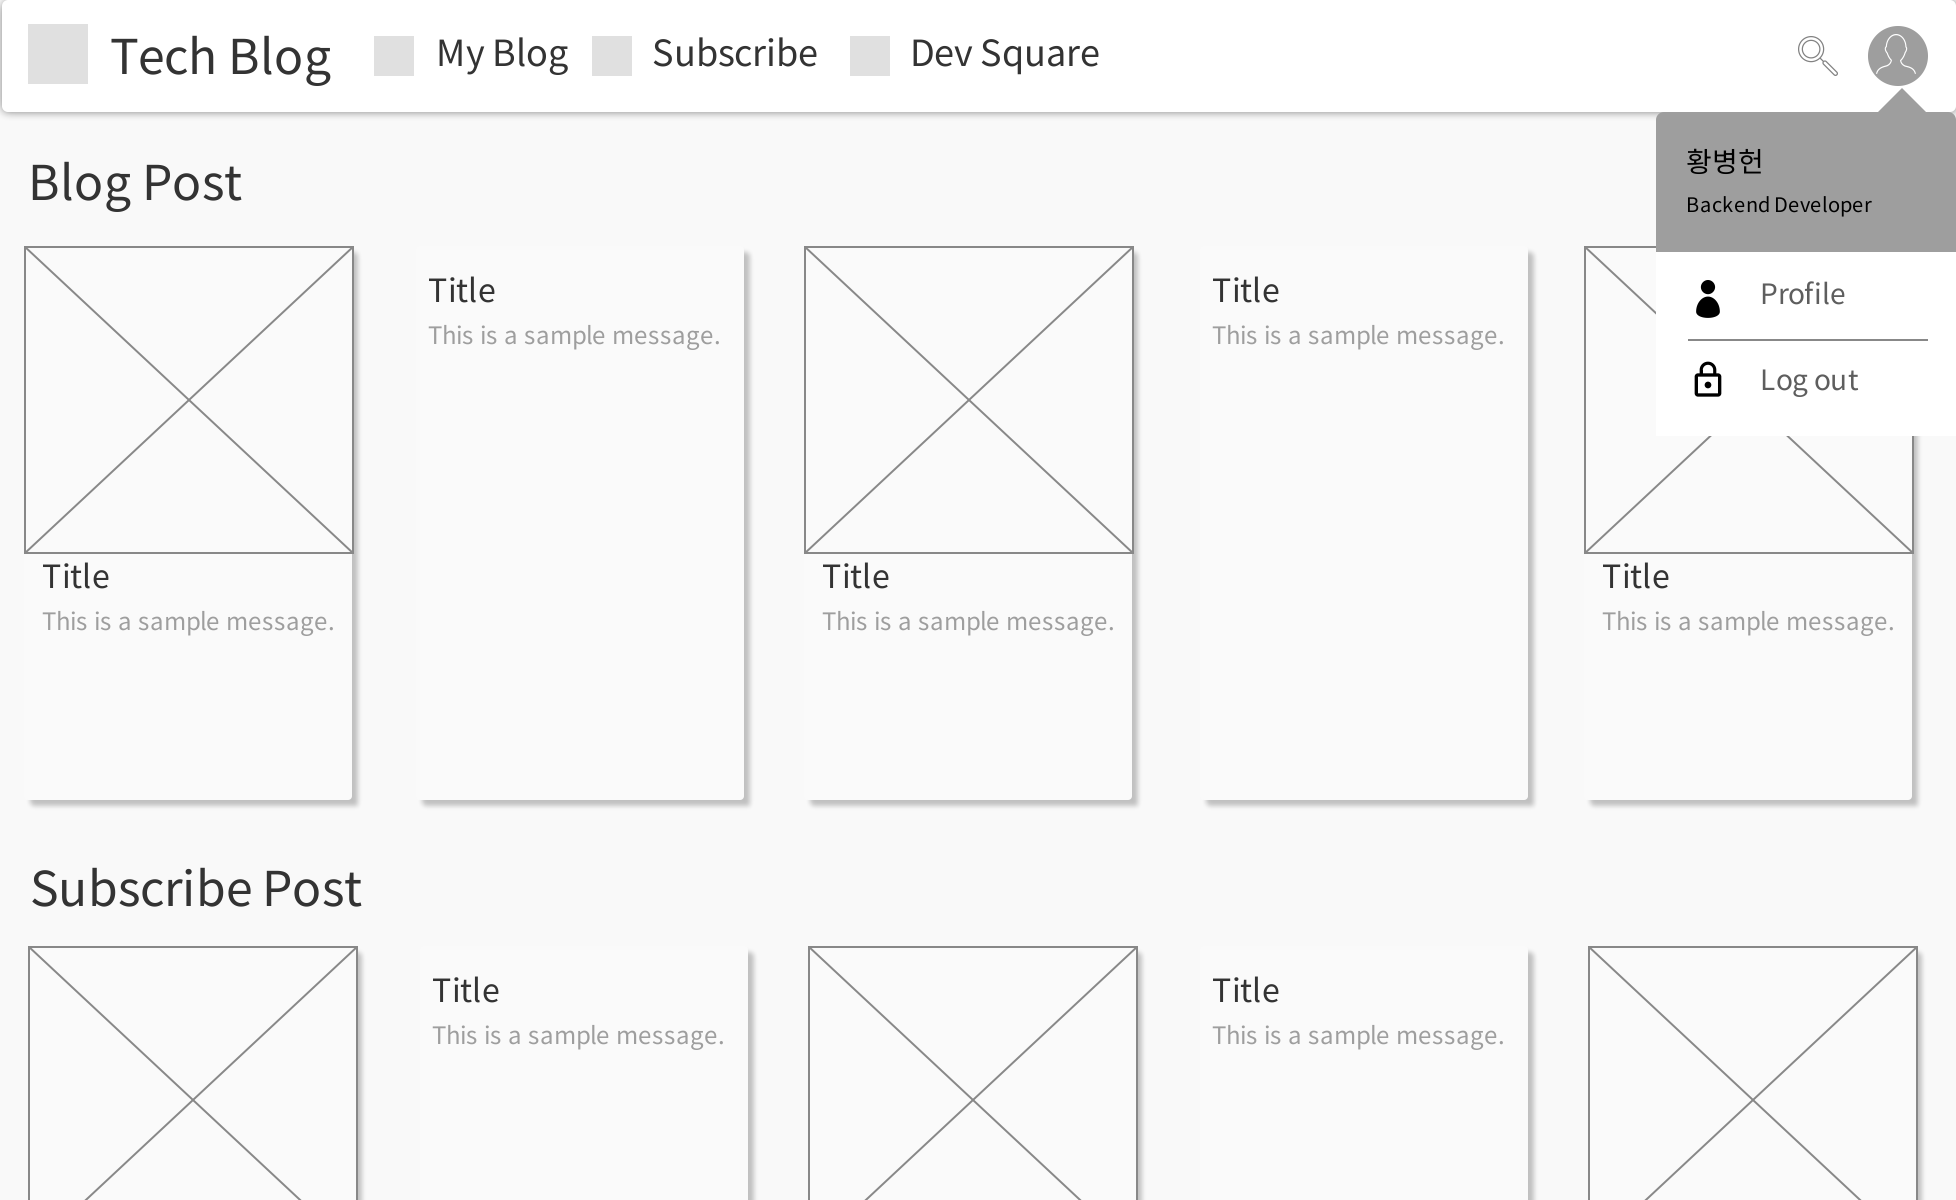 Tech Blog
My Blog
Subscribe
Dev Square
황병헌
Backend Developer
Profile
Log out
Blog Post
Title
This is a sample message.
Title
This is a sample message.
Title
This is a sample message.
Title
This is a sample message.
Title
This is a sample message.
Subscribe Post
Title
This is a sample message.
Title
This is a sample message.